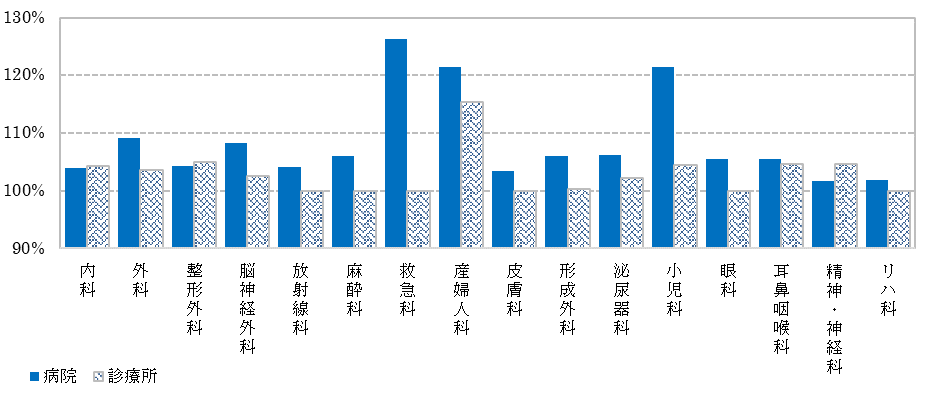 130%
120%
110%
100%
90%
内科
外科
整形外科
脳神経外科
放射線科
麻酔科
救急科
産婦人科
皮膚科
形成外科
泌尿器科
小児科
眼科
耳鼻咽喉科
精神・神経科
リハ科
病院
診療所